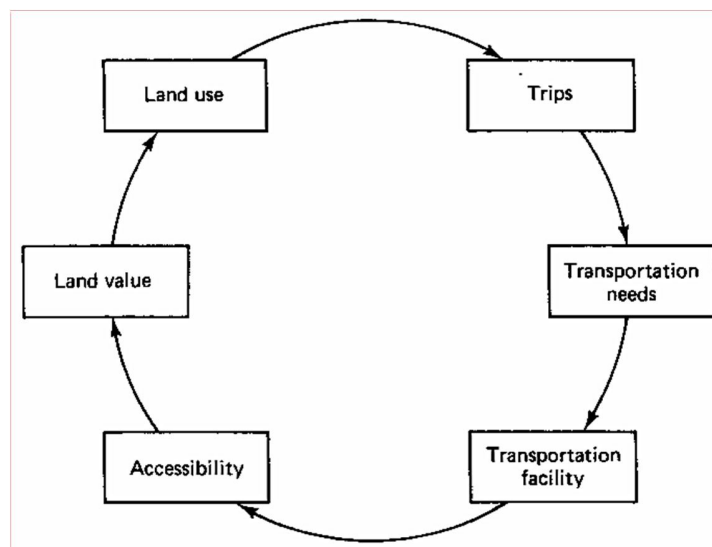 Land use
Trips
Transportation
needs
Transportation
facility
Accessibility
Land value